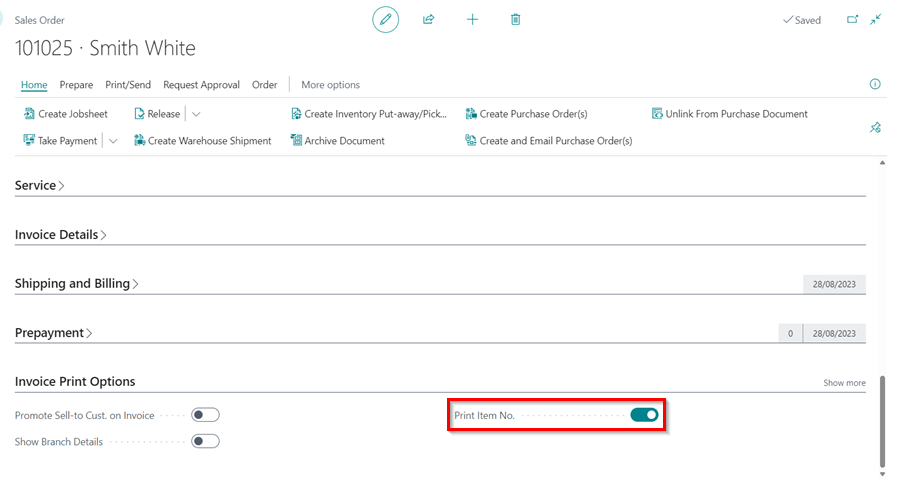 Sales Order
Saved
101025 · Smith White
Home Prepare Print/Send Request Approval Order More options
Create Jobsheet Release Create Inventory Put-away/Pick... Create Purchase Order(s) Unlink From Purchase Document
Take Payment Create Warehouse Shipment Archive Document Create and Email Purchase Order(s)
Service
Invoice Details
Shipping and Billing 28/08/2023
Prepayment 0 28/08/2023
Invoice Print Options Show more
Promote Sell-to Cust. on Invoice Print Item No.
Show Branch Details